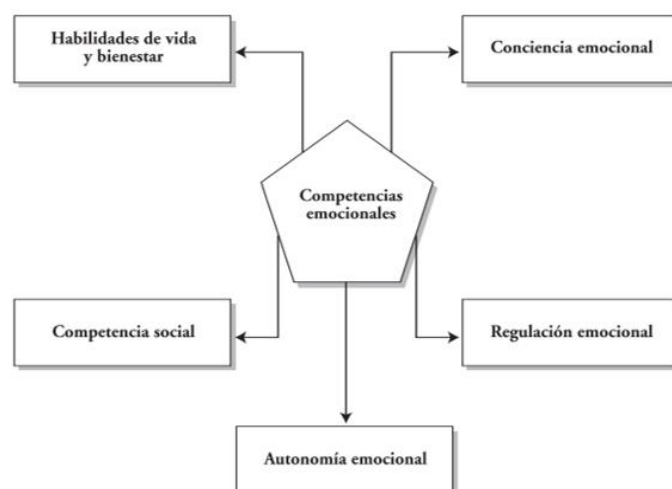 Habilidades de vida
y bienestar
Conciencia emocional
Competencias
emocionales
Competencia social
Regulación emocional
Autonomía emocional